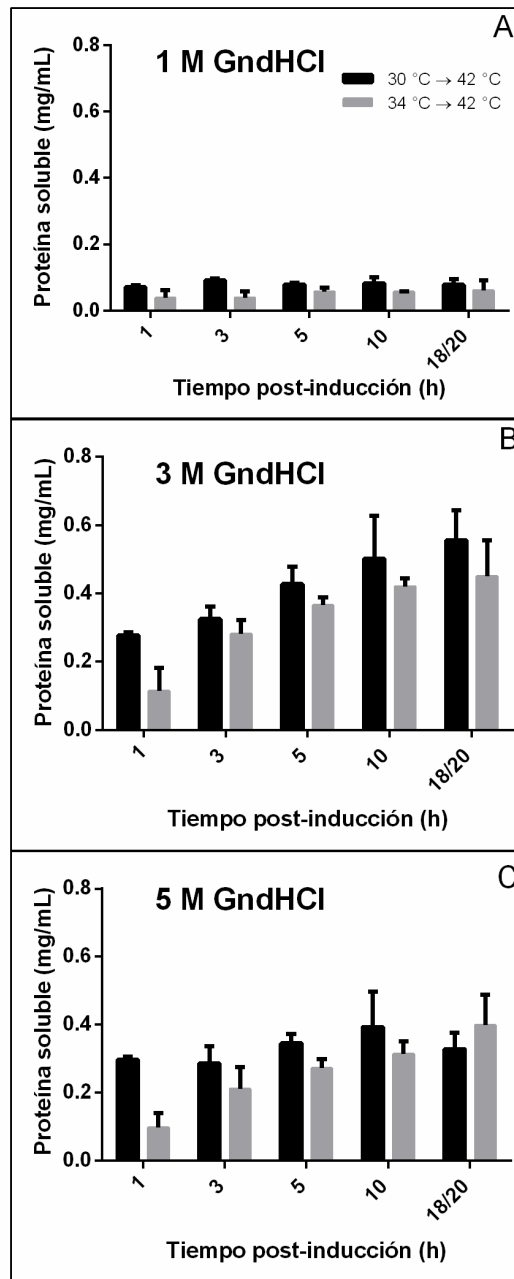 A
1 M GndHCl
30 °C → 42 °C
34 °C → 42 °C
Proteína soluble (mg/mL)
0.8
0.6
0.4
0.2
0.0
1 3 5 10 18/20
Tiempo post-inducción (h)
B
3 M GndHCl
Proteína soluble (mg/mL)
0.8
0.6
0.4
0.2
0.0
1 3 5 10 18/20
Tiempo post-inducción (h)
C
5 M GndHCl
Proteína soluble (mg/mL)
0.8
0.6
0.4
0.2
0.0
1 3 5 10 18/20
Tiempo post-inducción (h)